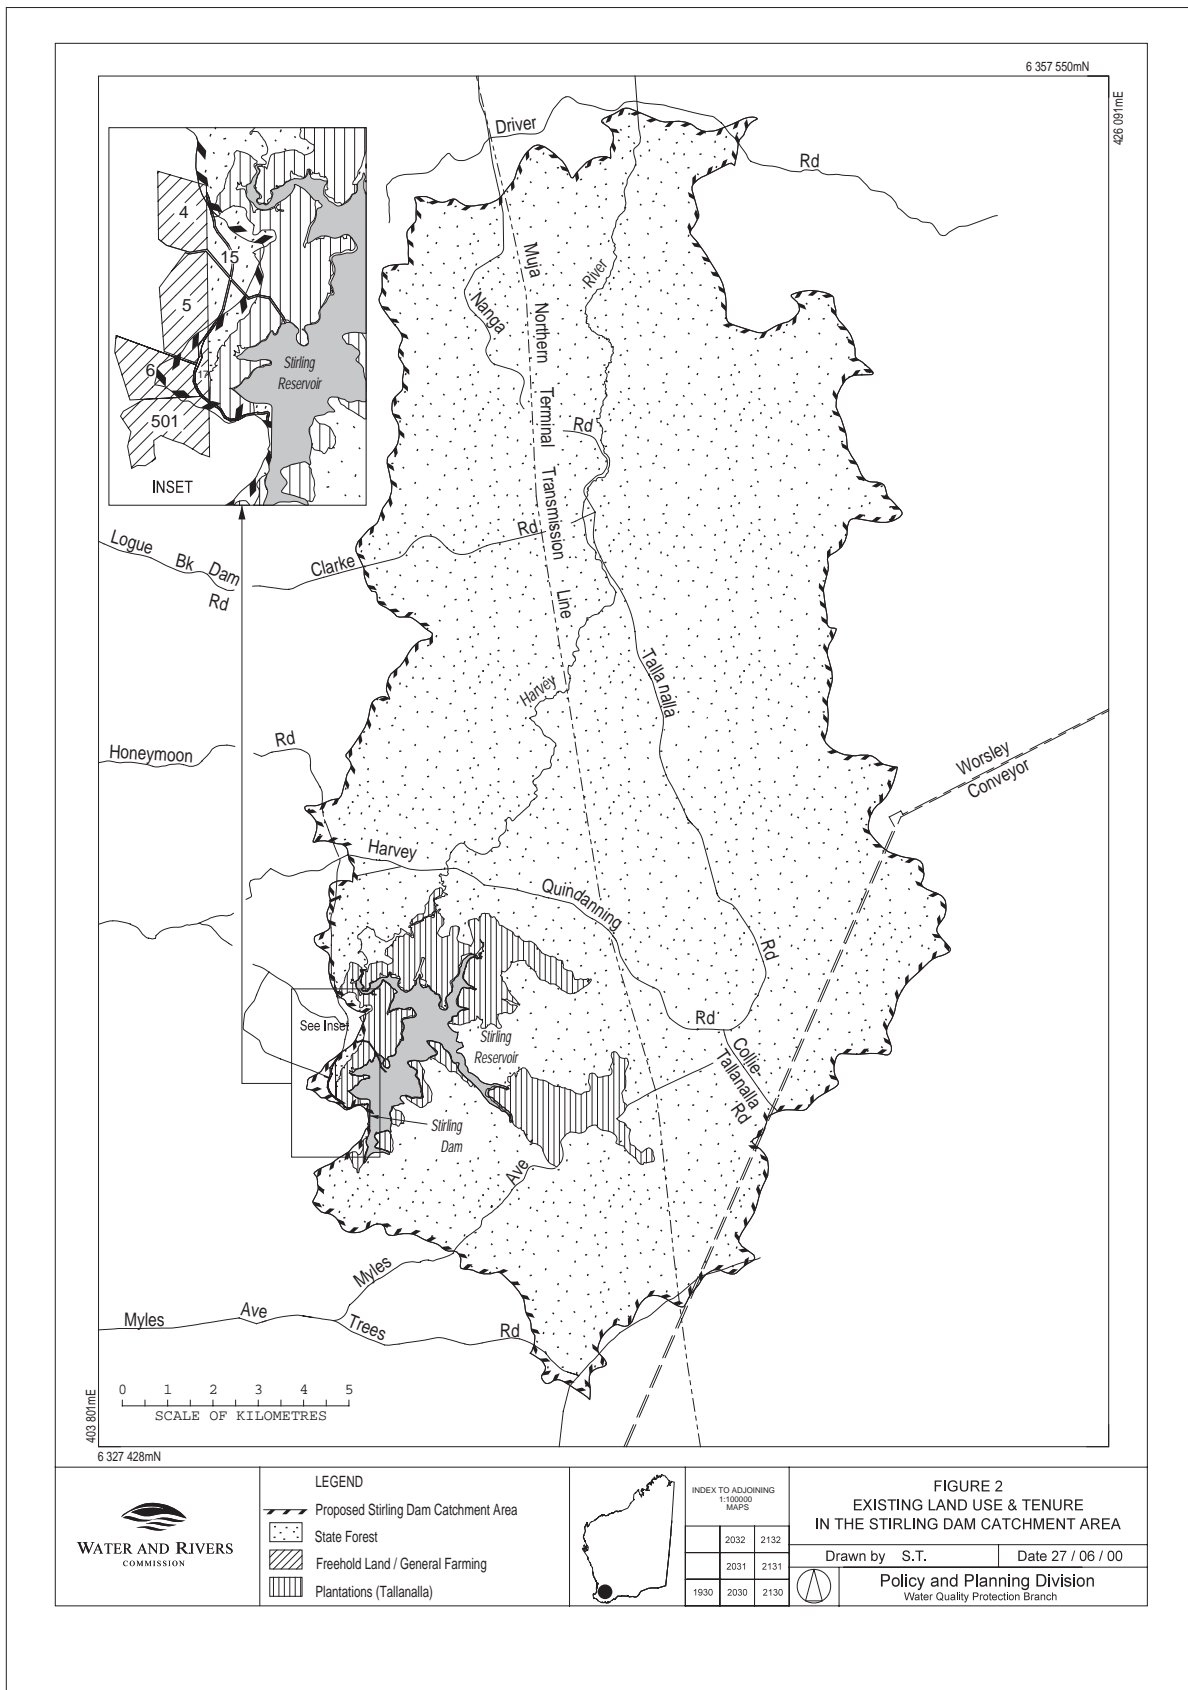 6 357 550mN
426 091mE
Driver
Rd
4
15
5
6
17
501
Stirling
Reservoir
INSET
Muja Northern Terminal Transmission Line
Nanga
River
Rd
Logue Bk Dam
Rd
Clarke
Rd
Harvey
Talla nalla
Honeymoon
Rd
Worsley
Conveyor
Harvey
Quindanning
Rd
Rd
See Inset
Stirling
Reservoir
Collie-
Tallanalla
Rd
Stirling
Dam
Ave
Myles
Myles
Ave
Trees
Rd
0 1 2 3 4 5
SCALE OF KILOMETRES
403 801mE
6 327 428mN
WATER AND RIVERS
COMMISSION
LEGEND
Proposed Stirling Dam Catchment Area
State Forest
Freehold Land / General Farming
Plantations (Tallanalla)
INDEX TO ADJOINING
1:100000
MAPS
2032 2132
2031 2131
1930 2030 2130
FIGURE 2
EXISTING LAND USE & TENURE
IN THE STIRLING DAM CATCHMENT AREA
Drawn by S.T.
Date 27 / 06 / 00
Policy and Planning Division
Water Quality Protection Branch